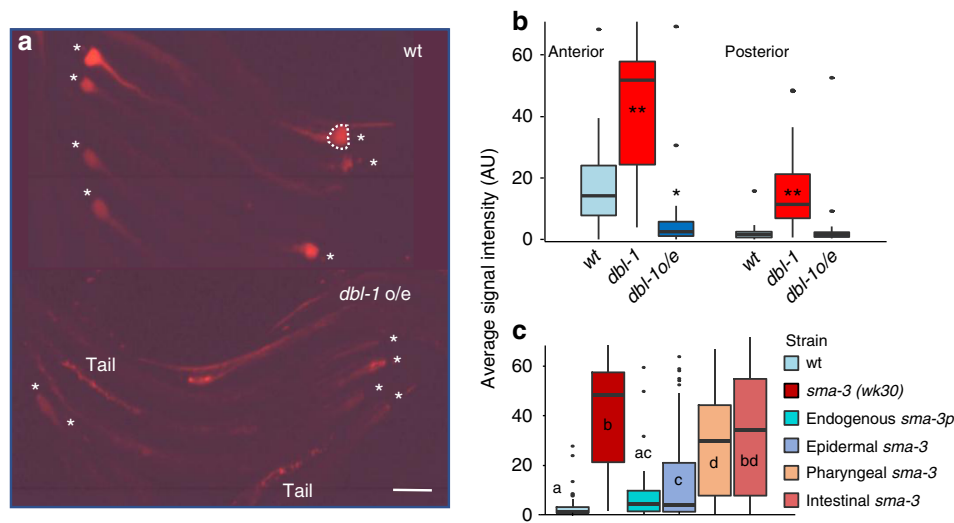 a
wt
*
*
*
*
*
*
*
dbl-1 o/e
Tail
*
*
*
*
*
*
Tail
b
Average signal intensity (AU)
60
40
20
0
Anterior
Posterior
**
*
**
wt
dbl-1
dbl-1o/e
wt
dbl-1
dbl-1o/e
c
60
40
20
0
a
b
ac
c
d
bd
Strain
wt
sma-3 (wk30)
Endogenous sma-3p
Epidermal sma-3
Pharyngeal sma-3
Intestinal sma-3